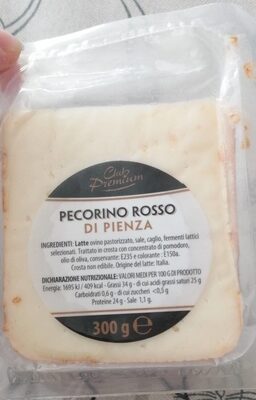 Club
Premium
PECORINO ROSSO
DI PIENZA
INGREDIENTI: Latte ovino pastorizzato, sale, caglio, fermenti lattici
selezionati. Trattato in crosta con concentrato di pomodoro,
olio di oliva, conservante: E235 e colorante : E150a.
Crosta non edibile. Origine del latte: Italia.
DICHIARAZIONE NUTRIZIONALE: VALORI MEDI PER 100 G DI PRODOTTO
Energia: 1695 kJ / 409 kcal - Grassi 34 g - di cui acidi grassi saturi 25 g
Carboidrati 0,6 g - di cui zuccheri <0,5 g
Proteine 24 g - Sale 1,1 g.
300 g e